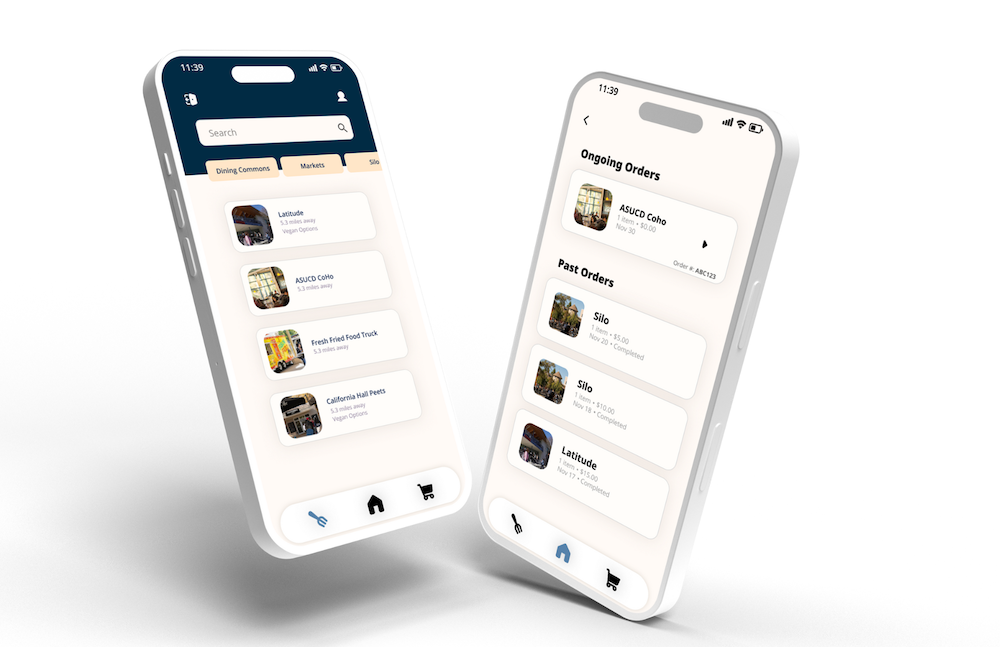 11:39
Search
Dining Commons
Markets
Silo
Latitude
5.3 miles away
Vegan Options
ASUCD CoHo
5.3 miles away
Fresh Fried Food Truck
5.3 miles away
California Hall Peets
5.3 miles away
Vegan Options
11:39
Ongoing Orders
ASUCD Coho
1 item • $0.00
Nov 30
Order #: ABC123
Past Orders
Silo
1 item • $5.00
Nov 20 • Completed
Silo
1 item • $10.00
Nov 18 • Completed
Latitude
1 item • $15.00
Nov 17 • Completed